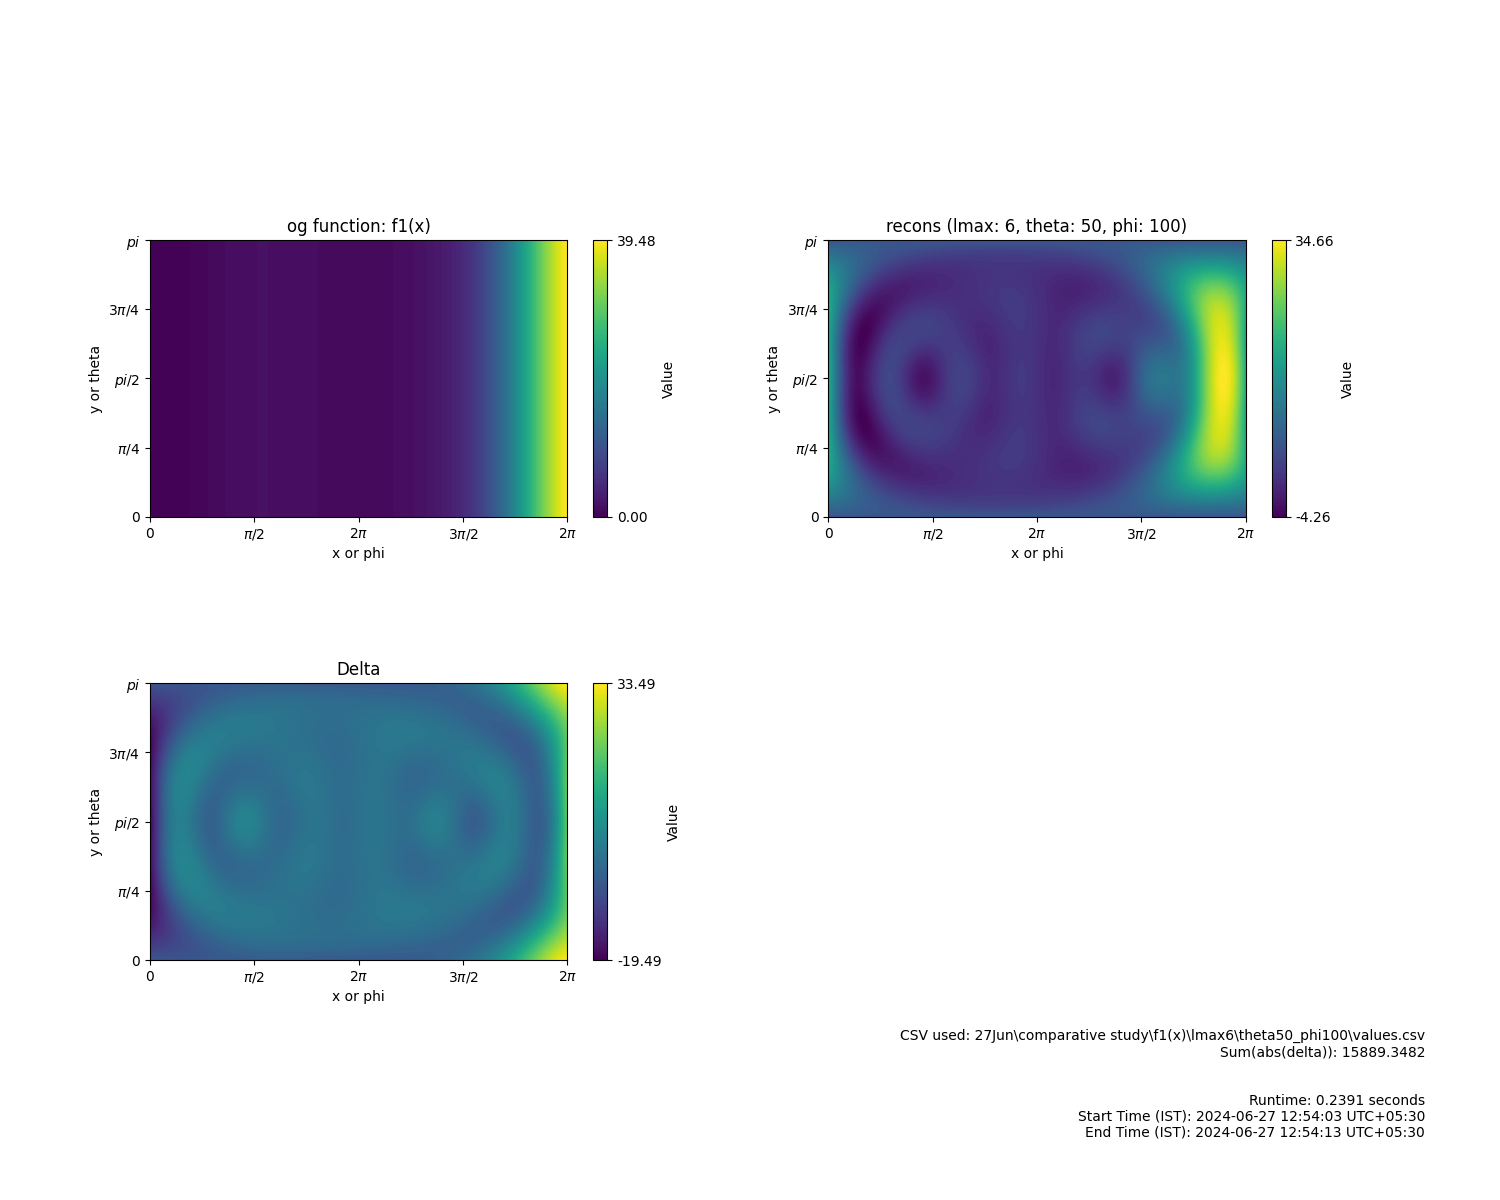 og function: f1(x)
pi
3π/4
pi/2
π/4
0
y or theta
0
π/2
2π
3π/2
2π
x or phi
39.48
0.00
Value
recons (lmax: 6, theta: 50, phi: 100)
pi
3π/4
pi/2
π/4
0
y or theta
0
π/2
2π
3π/2
2π
x or phi
34.66
-4.26
Value
Delta
pi
3π/4
pi/2
π/4
0
y or theta
0
π/2
2π
3π/2
2π
x or phi
33.49
-19.49
Value
CSV used: 27Jun\comparative study\f1(x)\lmax6\theta50_phi100\values.csv
Sum(abs(delta)): 15889.3482
Runtime: 0.2391 seconds
Start Time (IST): 2024-06-27 12:54:03 UTC+05:30
End Time (IST): 2024-06-27 12:54:13 UTC+05:30